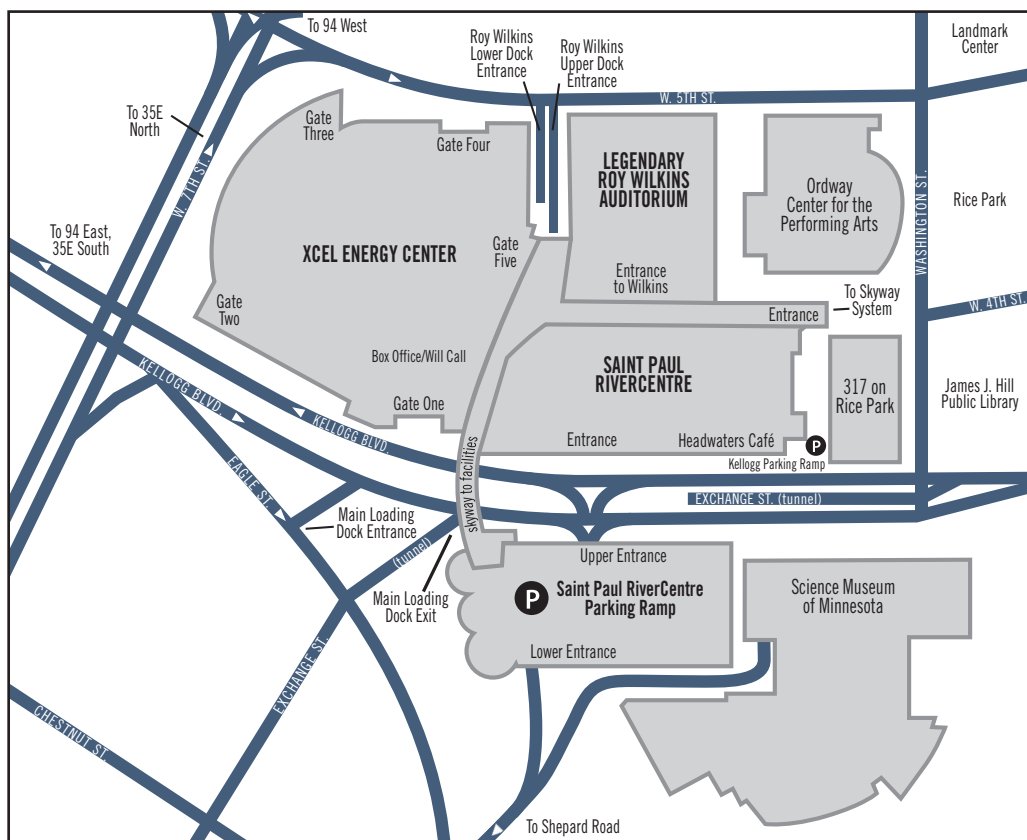 To 94 West
Roy Wilkins
Lower Dock
Entrance
Roy Wilkins
Upper Dock
Entrance
Landmark
Center
W. 5TH ST.
To 35E
North
Gate
Three
Gate Four
W. 7TH ST.
LEGENDARY
ROY WILKINS
AUDITORIUM
Ordway
Center for the
Performing Arts
WASHINGTON ST.
Rice Park
To 94 East,
35E South
XCEL ENERGY CENTER
Gate
Five
Entrance
to Wilkins
To Skyway
System
Gate
Two
Entrance
W. 4TH ST.
Box Office/Will Call
SAINT PAUL
RIVERCENTRE
317 on
Rice Park
James J. Hill
Public Library
KELLOGG BLVD.
KELLOGG BLVD.
Gate One
Entrance
Headwaters Café
P
Kellogg Parking Ramp
EAGLE ST.
skyway to facilities
EXCHANGE ST. (tunnel)
Main Loading
Dock Entrance
(tunnel)
Upper Entrance
Main Loading
Dock Exit
P
Saint Paul RiverCentre
Parking Ramp
Science Museum
of Minnesota
Lower Entrance
EXCHANGE ST.
CHESTNUT ST.
To Shepard Road